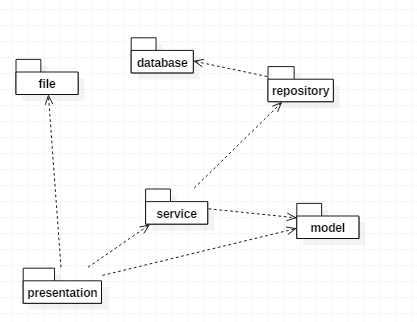 database
file
repository
service
model
presentation